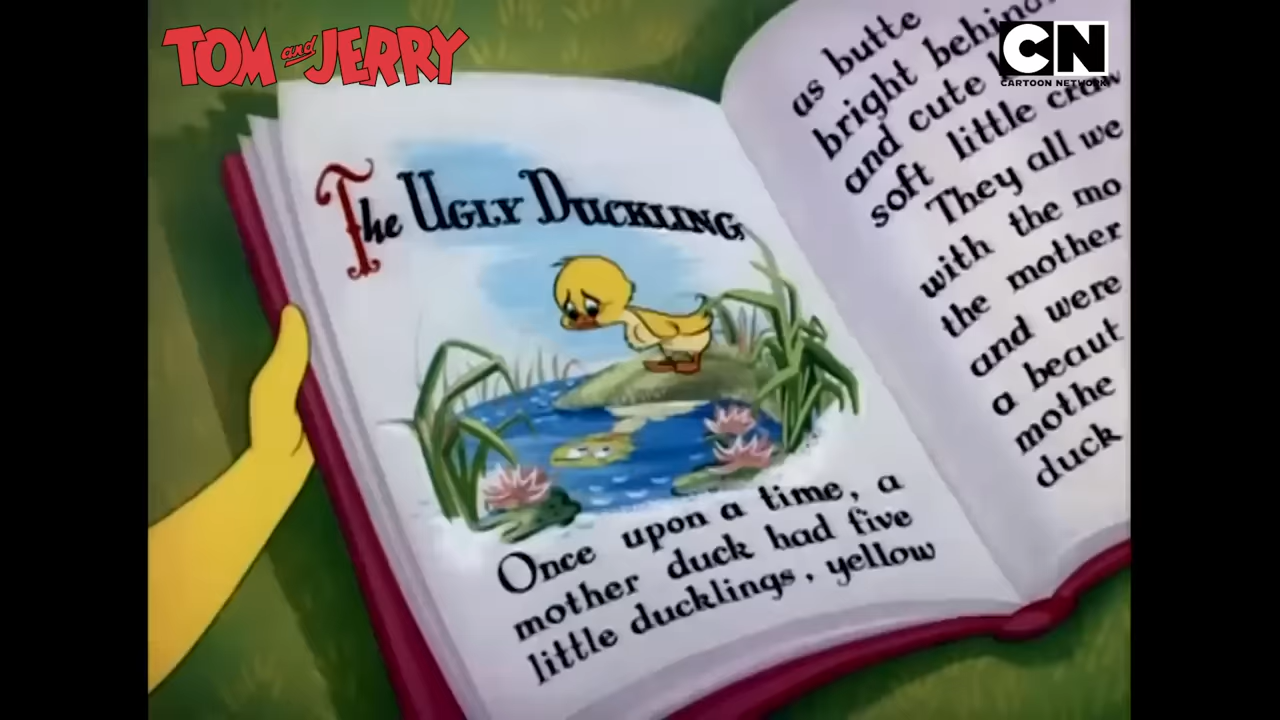 TOM and JERRY
CN
CARTOON NETWORK
The UGLY DUCKLING
Once upon a time, a
mother duck had five
little ducklings, yellow
as butte
bright behind
and cute
soft little craw
They all we
with the mo
the mother
and were
a beaut
mothe
duck